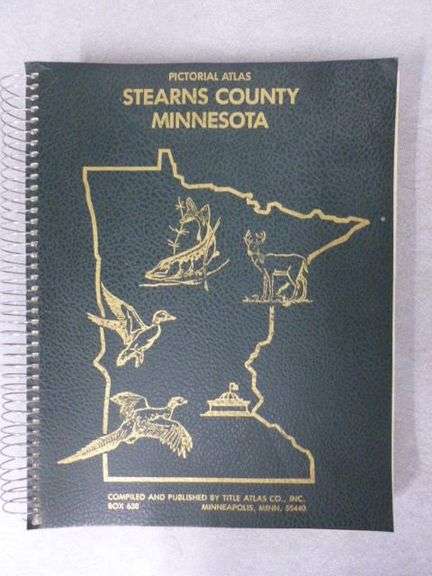 PICTORIAL ATLAS
STEARNS COUNTY
MINNESOTA
COMPILED AND PUBLISHED BY TITLE ATLAS CO., INC.
BOX 638 MINNEAPOLIS, MINN. 55440